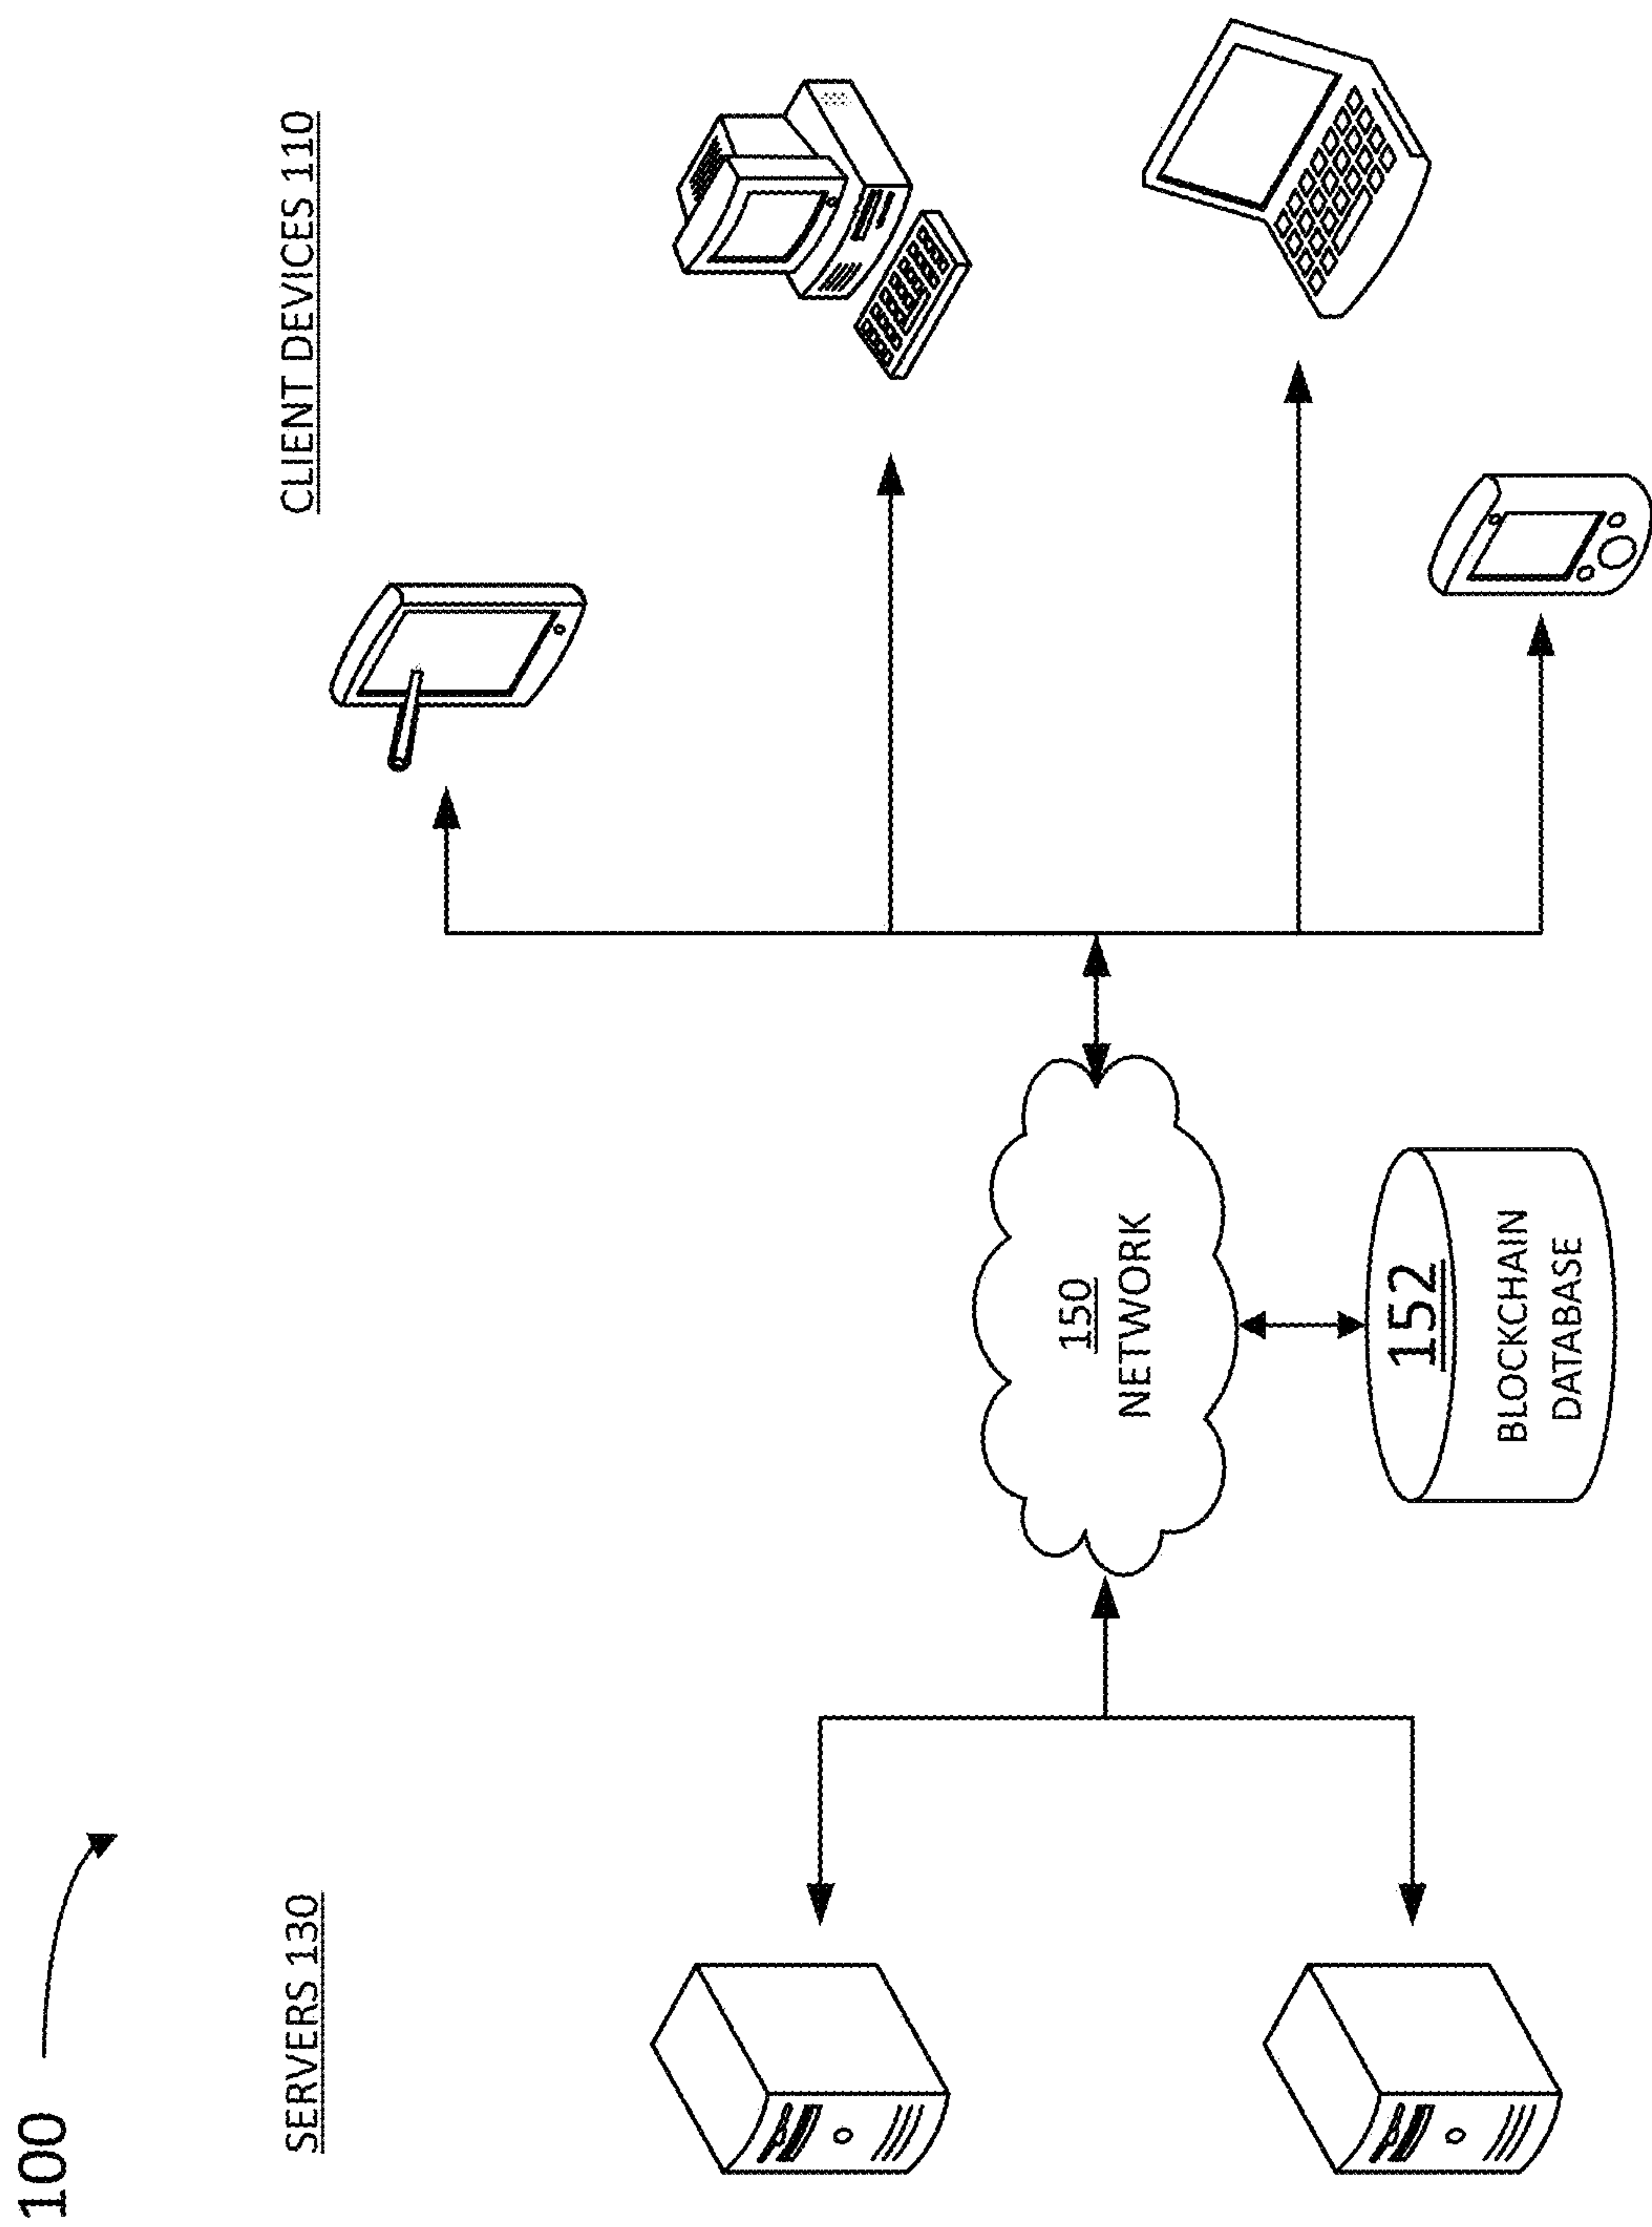 100
SERVERS 130
CLIENT DEVICES 110
150
NETWORK
152
BLOCKCHAIN
DATABASE